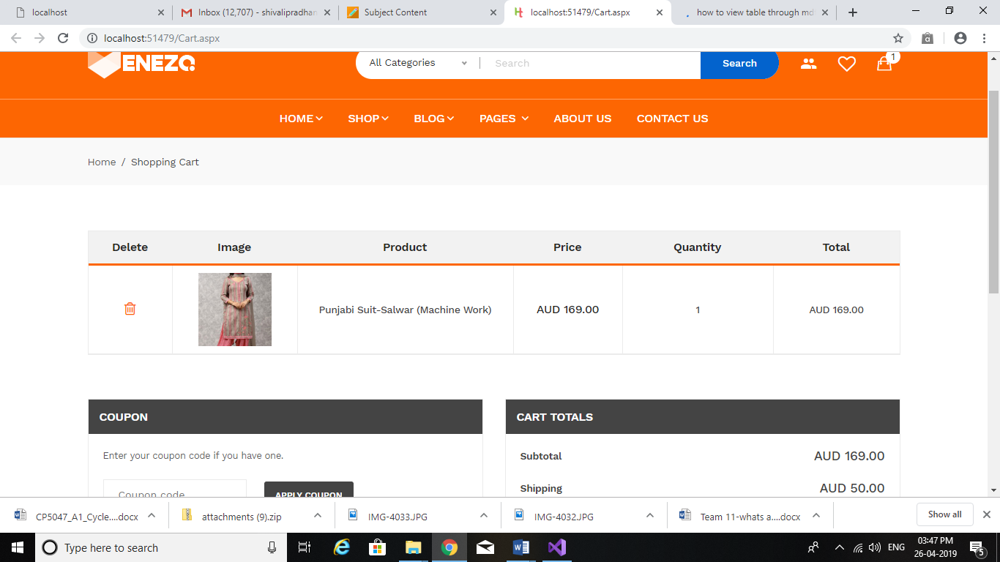 localhost
Inbox (12,707) - shivalipradhan
Subject Content
localhost:51479/Cart.aspx
how to view table through md
localhost:51479/Cart.aspx
ENEZO
All Categories
Search
Search
1
HOME
SHOP
BLOG
PAGES
ABOUT US
CONTACT US
Home / Shopping Cart
Delete
Image
Product
Price
Quantity
Total
Punjabi Suit-Salwar (Machine Work)
AUD 169.00
1
AUD 169.00
COUPON
Enter your coupon code if you have one.
Coupon code
APPLY COUPON
CART TOTALS
Subtotal
AUD 169.00
Shipping
AUD 50.00
CP5047_A1_Cycle....docx
attachments (9).zip
IMG-4033.JPG
IMG-4032.JPG
Team 11-whats a....docx
Show all
Type here to search
ENG
03:47 PM
26-04-2019
5